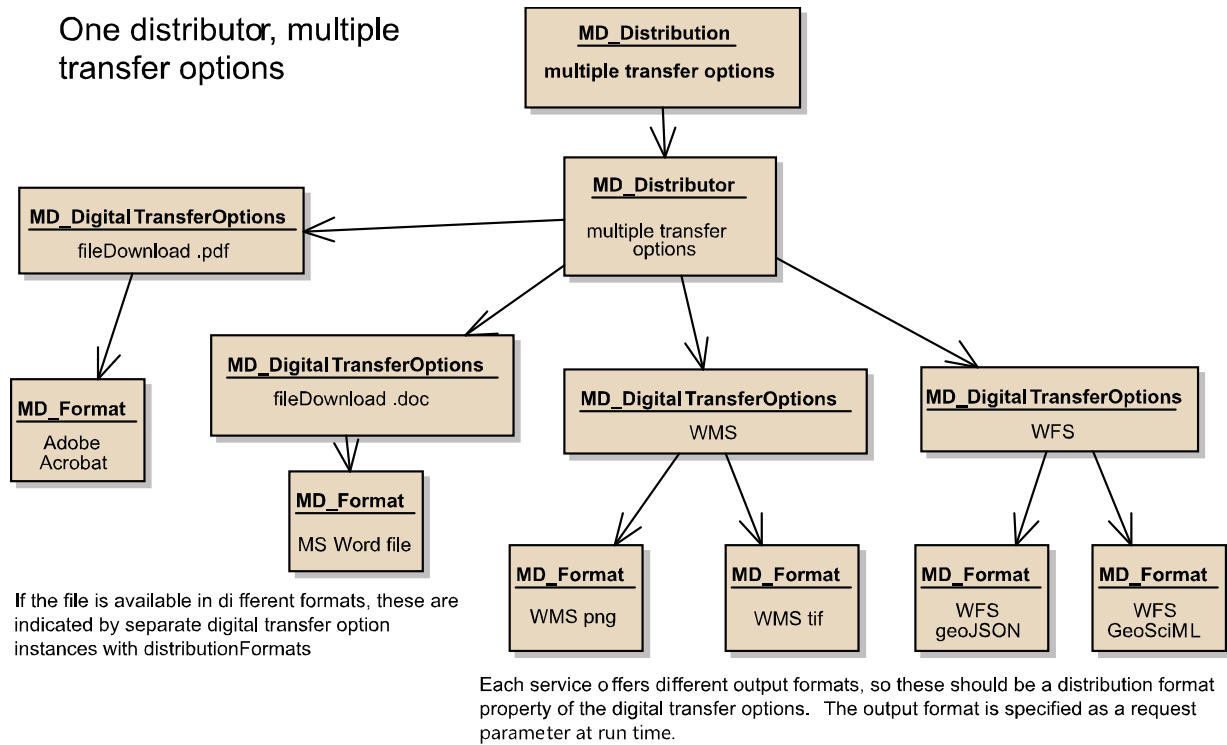 One distributor, multiple
transfer options
MD_Distribution
multiple transfer options
MD_Distributor
multiple transfer
options
MD_DigitalTransferOptions
fileDownload .pdf
MD_DigitalTransferOptions
fileDownload .doc
MD_DigitalTransferOptions
WMS
MD_DigitalTransferOptions
WFS
MD_Format
Adobe
Acrobat
MD_Format
MS Word file
MD_Format
WMS png
MD_Format
WMS tif
MD_Format
WFS
geoJSON
MD_Format
WFS
GeoSciML
If the file is available in di fferent formats, these are
indicated by separate digital transfer option
instances with distributionFormats
Each service offers different output formats, so these should be a distribution format
property of the digital transfer options. The output format is specified as a request
parameter at run time.